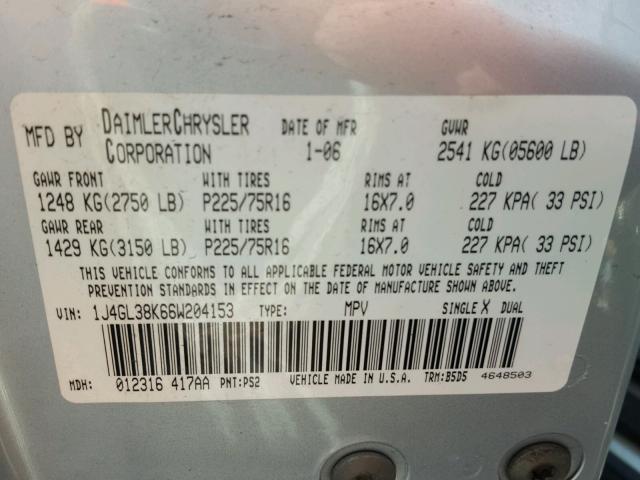 MFD BY DAIMLERCHRYSLER CORPORATION DATE OF MFR 1-06 GVWR 2541 KG(05600 LB)
GAWR FRONT WITH TIRES RIMS AT COLD
1248 KG(2750 LB) P225/75R16 16X7.0 227 KPA( 33 PSI)
GAWR REAR WITH TIRES RIMS AT COLD
1429 KG(3150 LB) P225/75R16 16X7.0 227 KPA( 33 PSI)
THIS VEHICLE CONFORMS TO ALL APPLICABLE FEDERAL MOTOR VEHICLE SAFETY AND THEFT
PREVENTION STANDARDS IN EFFECT ON THE DATE OF MANUFACTURE SHOWN ABOVE.
VIN: 1J4GL38K66W204153 TYPE: MPV SINGLE X DUAL
MDH: 012316 417AA PNT:PS2 VEHICLE MADE IN U.S.A. TRM:B5D5 4648503